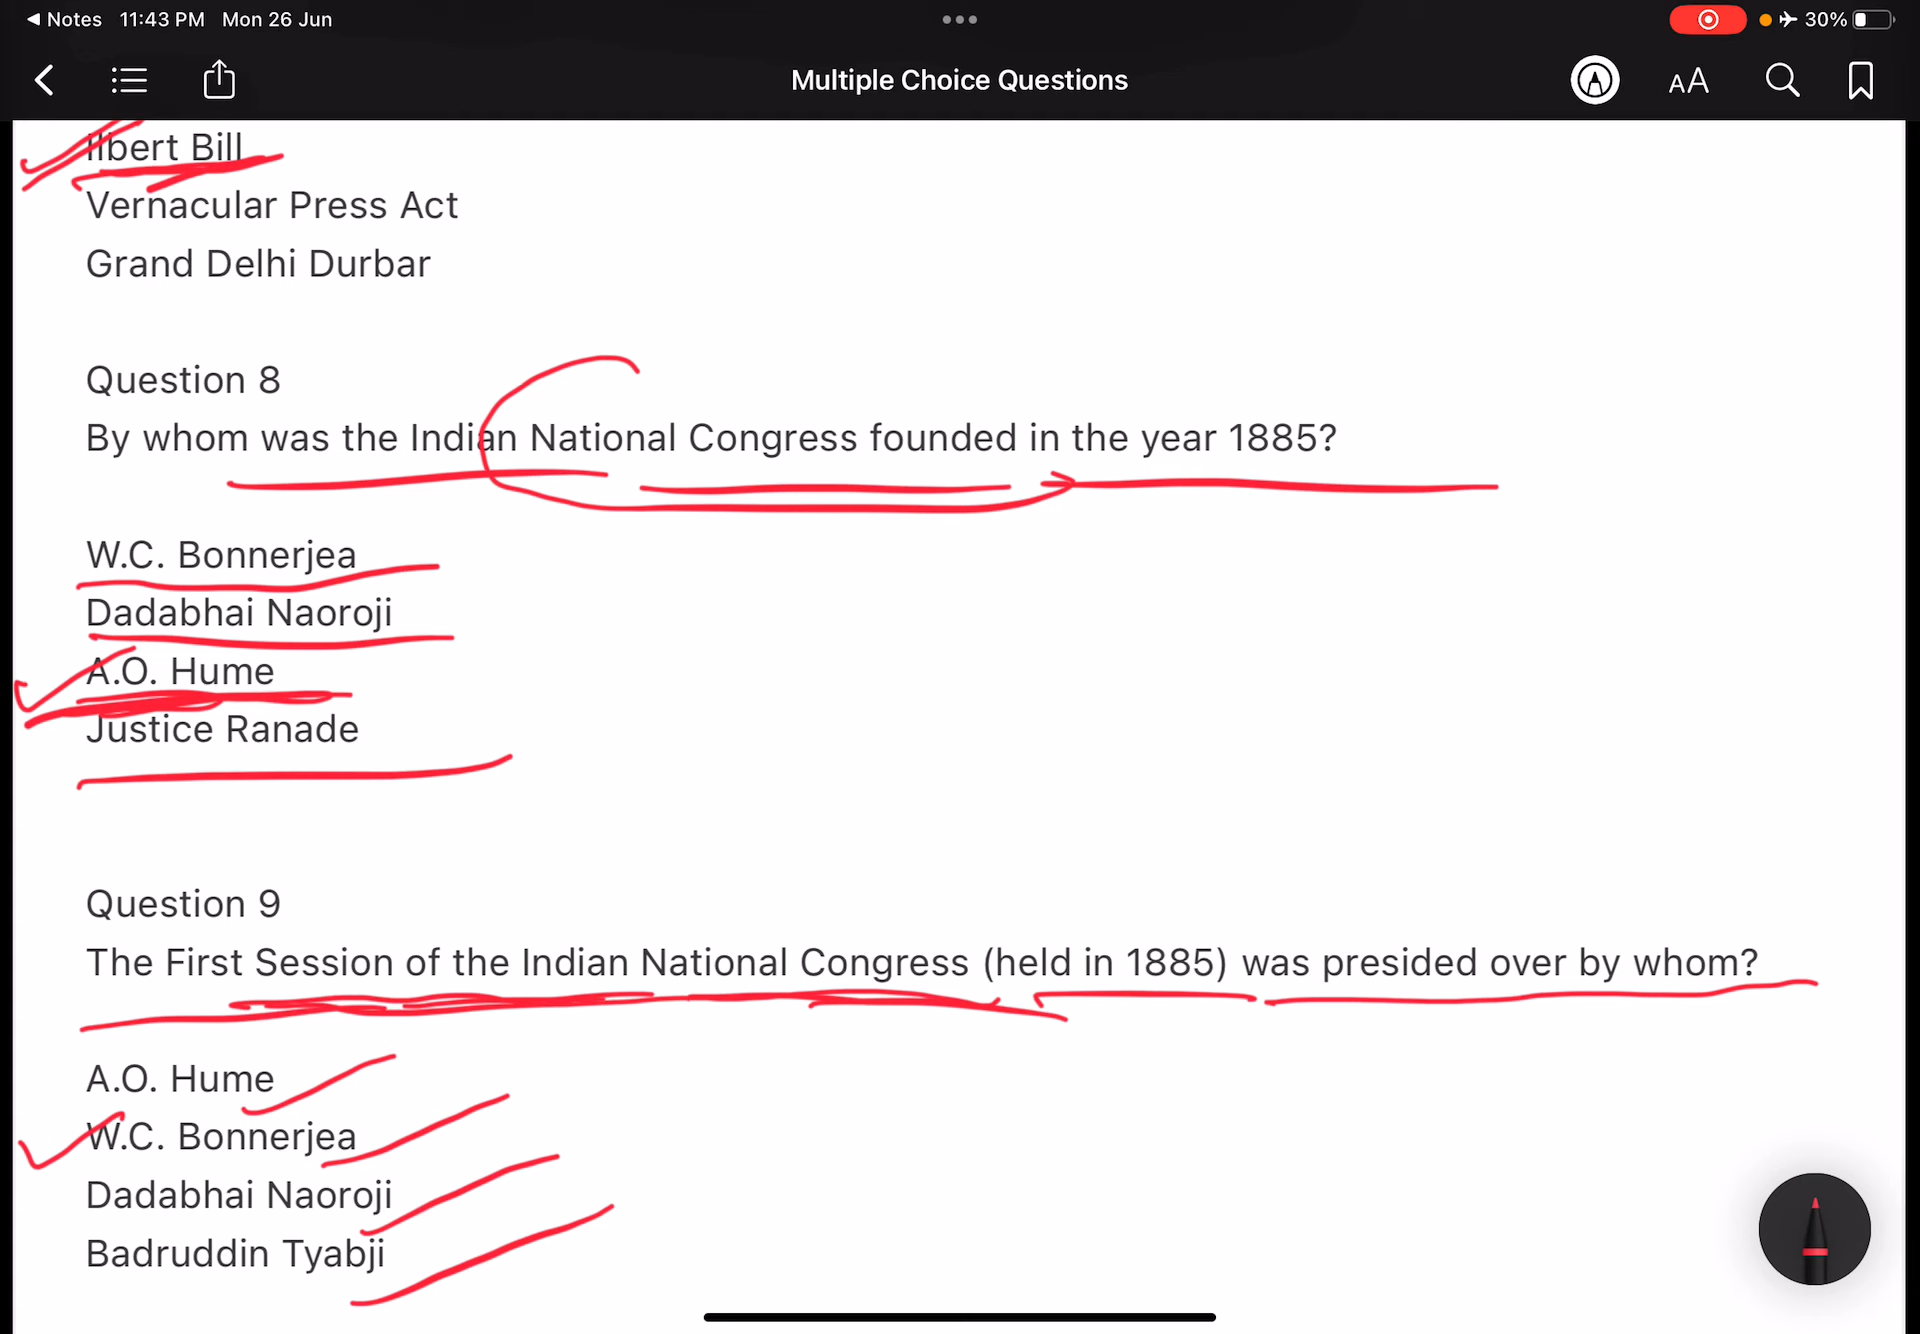 Notes 11:43 PM Mon 26 Jun 30%
Multiple Choice Questions
AA
Ilbert Bill
Vernacular Press Act
Grand Delhi Durbar
Question 8
By whom was the Indian National Congress founded in the year 1885?
W.C. Bonnerjea
Dadabhai Naoroji
A.O. Hume
Justice Ranade
Question 9
The First Session of the Indian National Congress (held in 1885) was presided over by whom?
A.O. Hume
W.C. Bonnerjea
Dadabhai Naoroji
Badruddin Tyabji